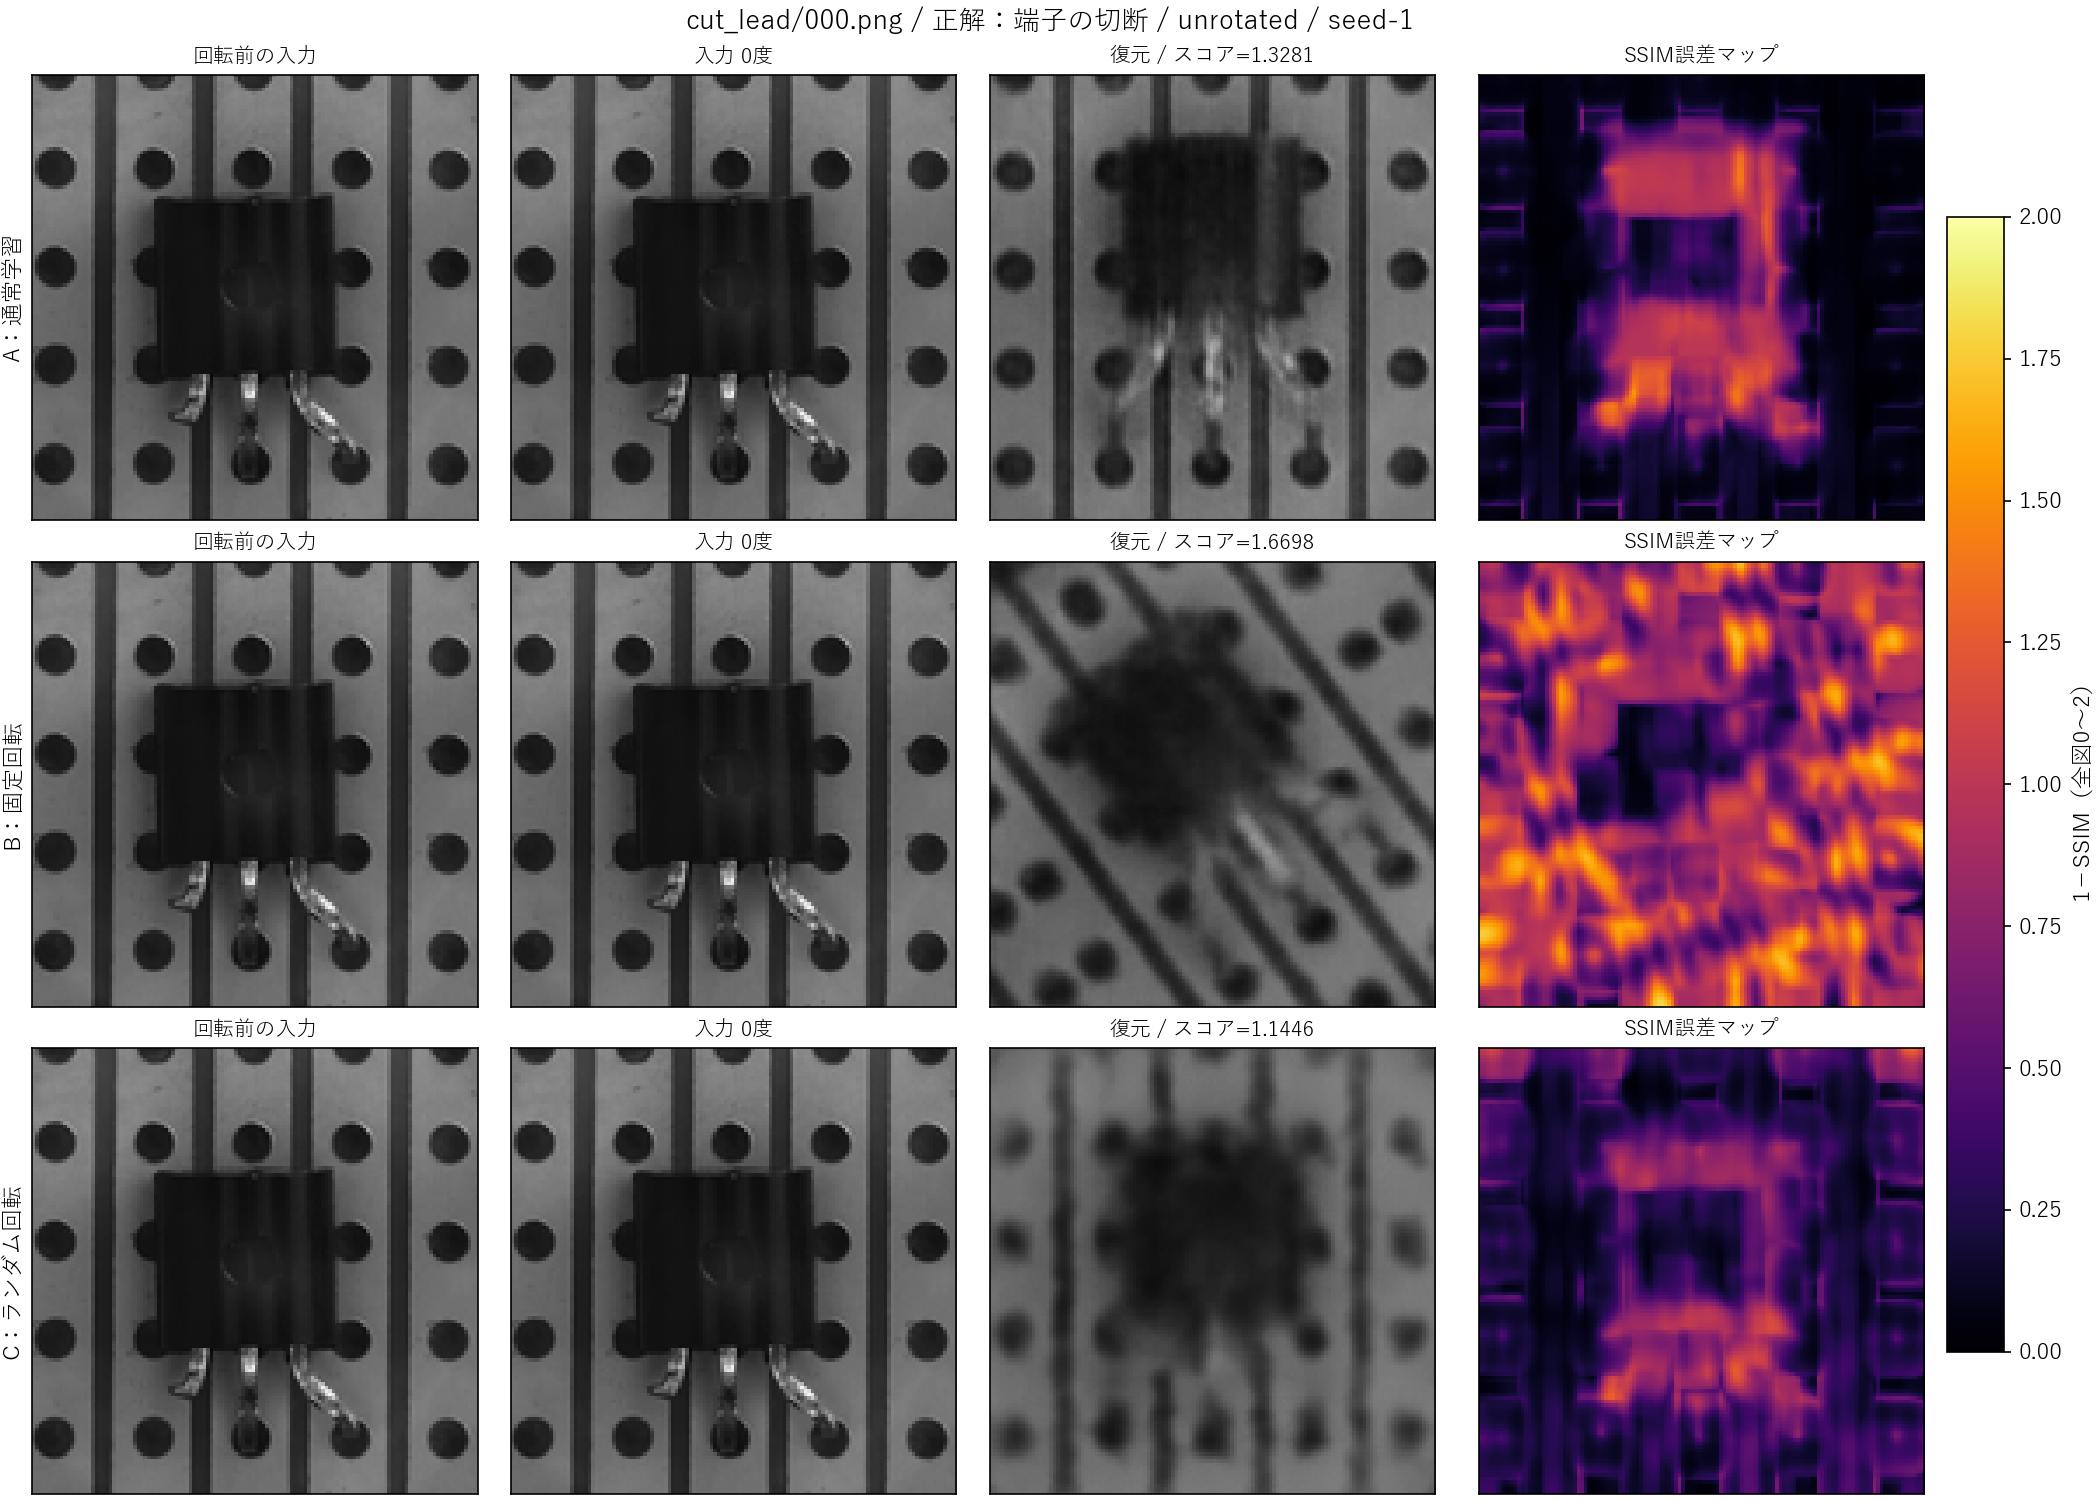 cut_lead/000.png / 正解：端子の切断 / unrotated / seed-1
回転前の入力
入力 0度
復元 / スコア=1.3281
SSIM誤差マップ
A：通常学習
回転前の入力
入力 0度
復元 / スコア=1.6698
SSIM誤差マップ
B：固定回転
回転前の入力
入力 0度
復元 / スコア=1.1446
SSIM誤差マップ
C：ランダム回転
2.00
1.75
1.50
1.25
1.00
0.75
0.50
0.25
0.00
1－SSIM（全図0～2）